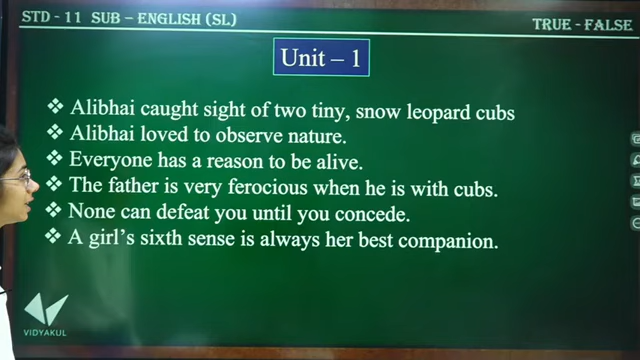 STD - 11 SUB – ENGLISH (SL)
TRUE - FALSE
Unit – 1
❖ Alibhai caught sight of two tiny, snow leopard cubs
❖ Alibhai loved to observe nature.
❖ Everyone has a reason to be alive.
❖ The father is very ferocious when he is with cubs.
❖ None can defeat you until you concede.
❖ A girl's sixth sense is always her best companion.
VIDYAKUL